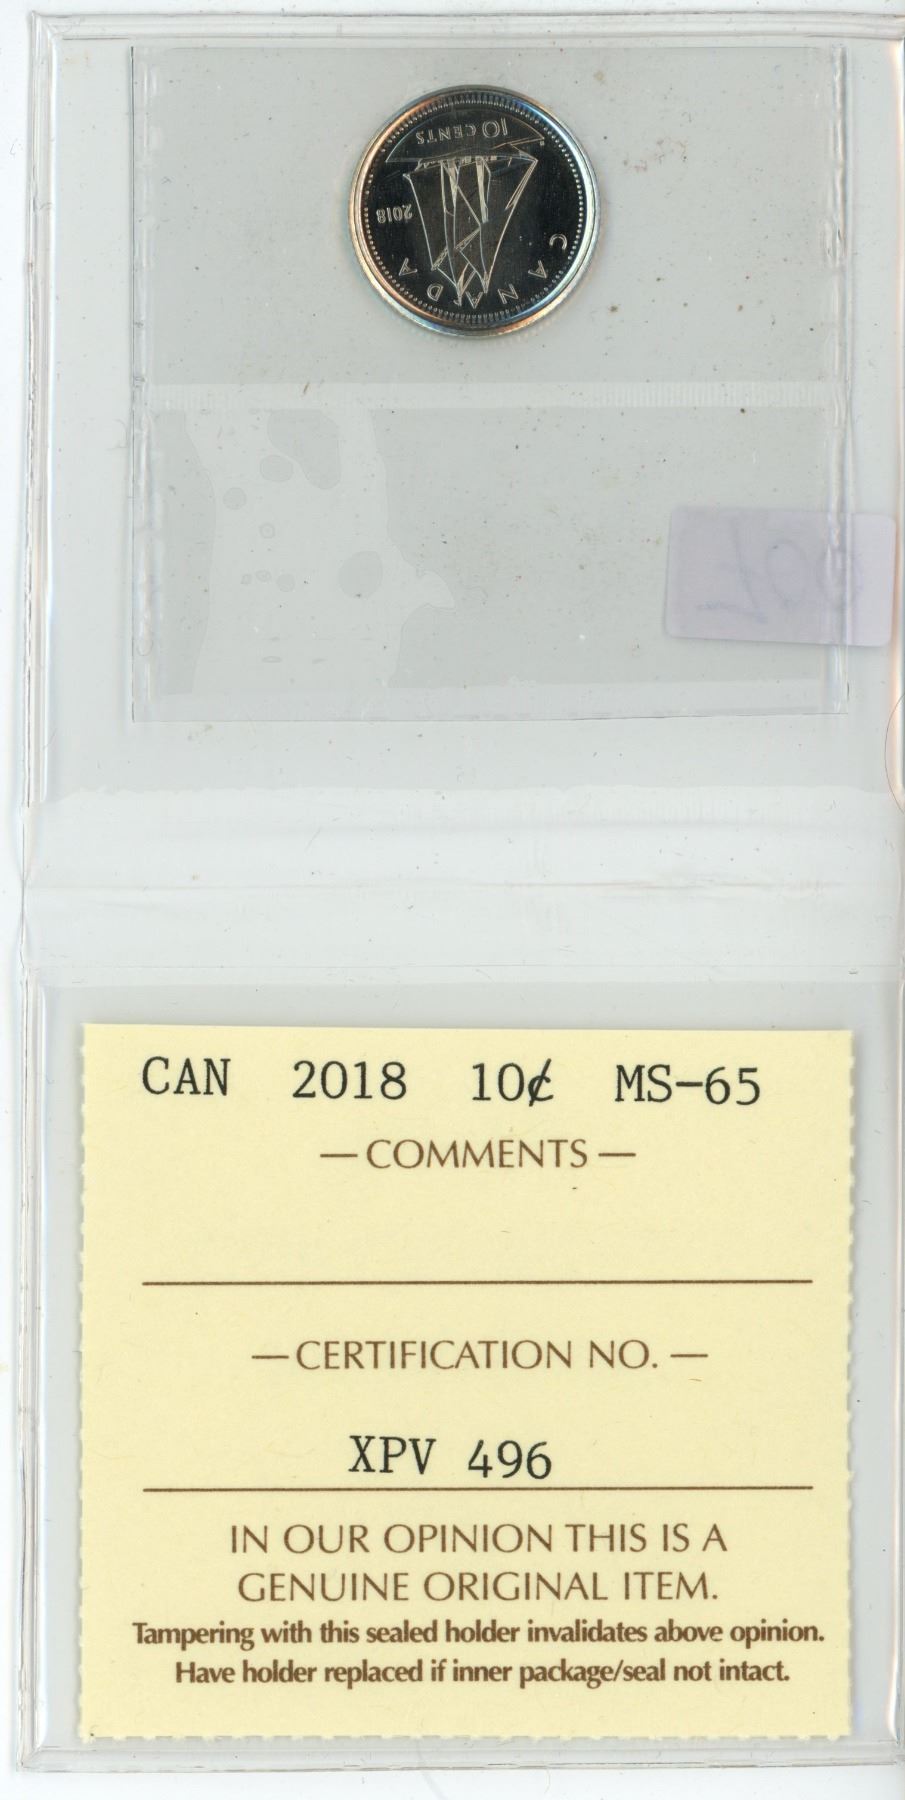 10 CENTS
2018
CANADA
CAN 2018 10¢ MS-65
—COMMENTS—
—CERTIFICATION NO.—
XPV 496
IN OUR OPINION THIS IS A
GENUINE ORIGINAL ITEM.
Tampering with this sealed holder invalidates above opinion.
Have holder replaced if inner package/seal not intact.